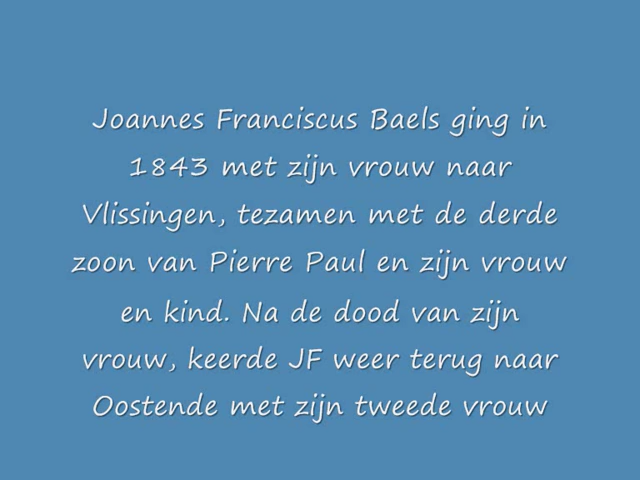 Joannes Franciscus Baels ging in
1843 met zijn vrouw naar
Vlissingen, tezamen met de derde
zoon van Pierre Paul en zijn vrouw
en kind. Na de dood van zijn
vrouw, keerde JF weer terug naar
Oostende met zijn tweede vrouw